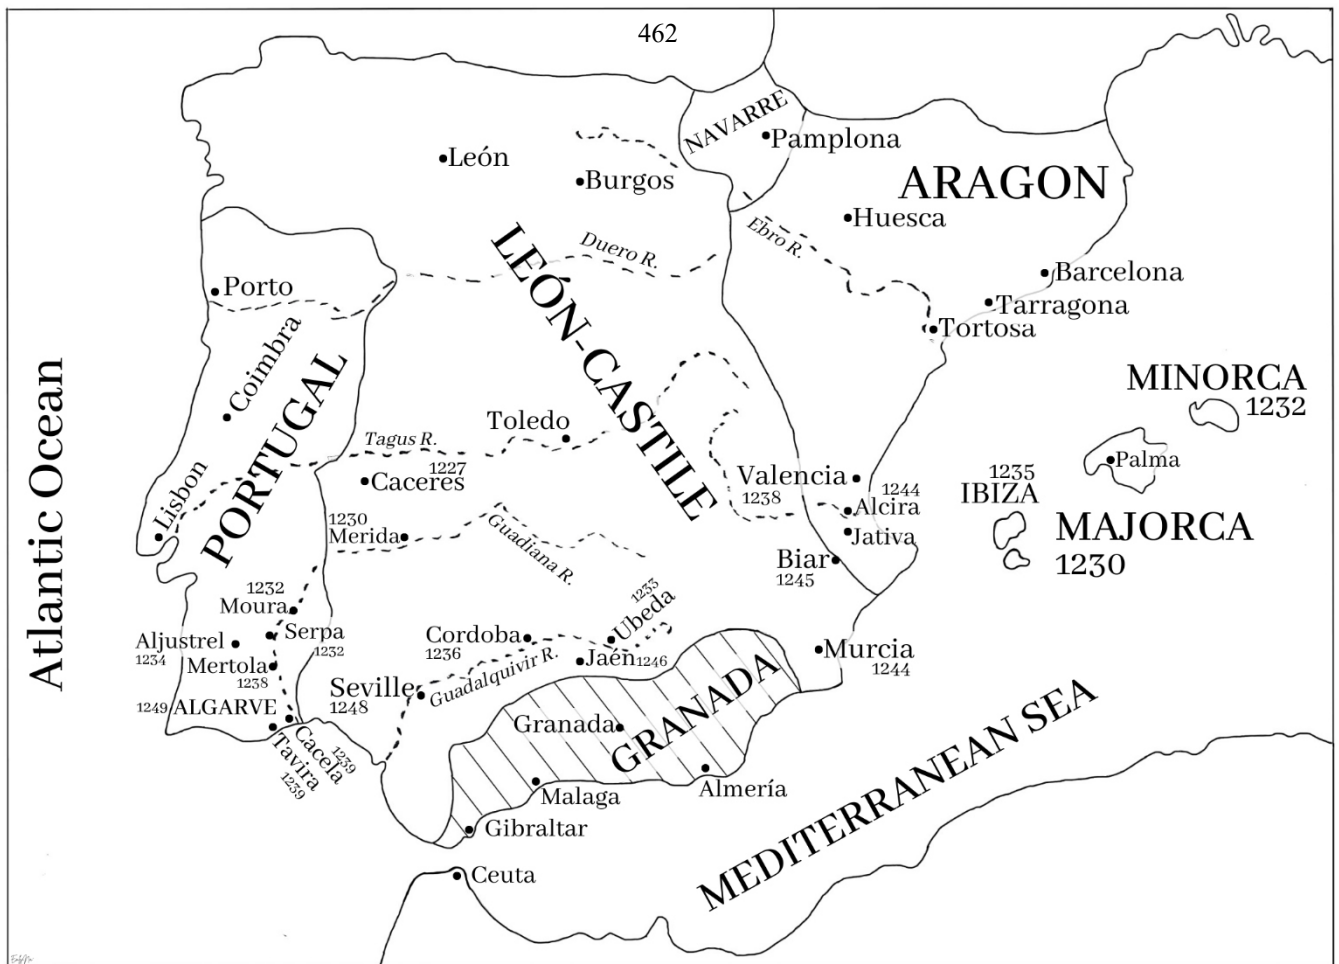 462
NAVARRE
Pamplona
León
Burgos
ARAGON
Huesca
Ebro R.
Duero R.
LEÓN-CASTILE
Barcelona
Tarragona
Tortosa
Porto
Coimbra
PORTUGAL
Atlantic Ocean
Lisbon
Toledo
Tagus R.
1227
Caceres
1230
Merida
Guadiana R.
MINORCA
1232
Palma
1235
IBIZA
MAJORCA
1230
Valencia
1238
1244
Alcira
Jativa
Biar
1245
1232
Moura
Serpa
1232
Aljustrel
1234
Mertola
1238
1249 ALGARVE
Cacela
1239
Tavira
1239
Cordoba
1236
Seville
1248
Guadalquivir R.
1233
Ubeda
Jaén 1246
Murcia
1244
Granada
GRANADA
Malaga
Almería
Gibraltar
Ceuta
MEDITERRANEAN SEA